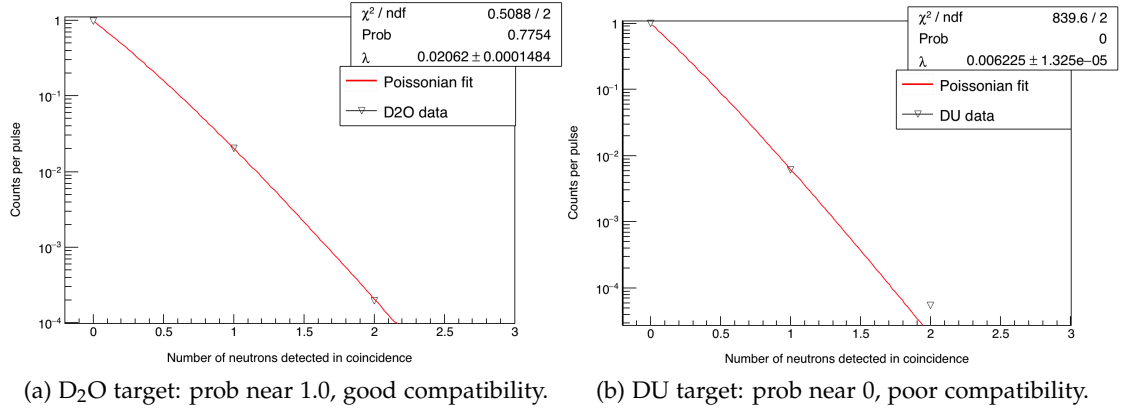 χ² / ndf 0.5088 / 2
Prob 0.7754
λ 0.02062 ± 0.0001484
Poissonian fit
D2O data
Counts per pulse
1
10⁻¹
10⁻²
10⁻³
10⁻⁴
0 0.5 1 1.5 2 2.5 3
Number of neutrons detected in coincidence
(a) D₂O target: prob near 1.0, good compatibility.
χ² / ndf 839.6 / 2
Prob 0
λ 0.006225 ± 1.325e−05
Poissonian fit
DU data
Counts per pulse
1
10⁻¹
10⁻²
10⁻³
10⁻⁴
0 0.5 1 1.5 2 2.5 3
Number of neutrons detected in coincidence
(b) DU target: prob near 0, poor compatibility.